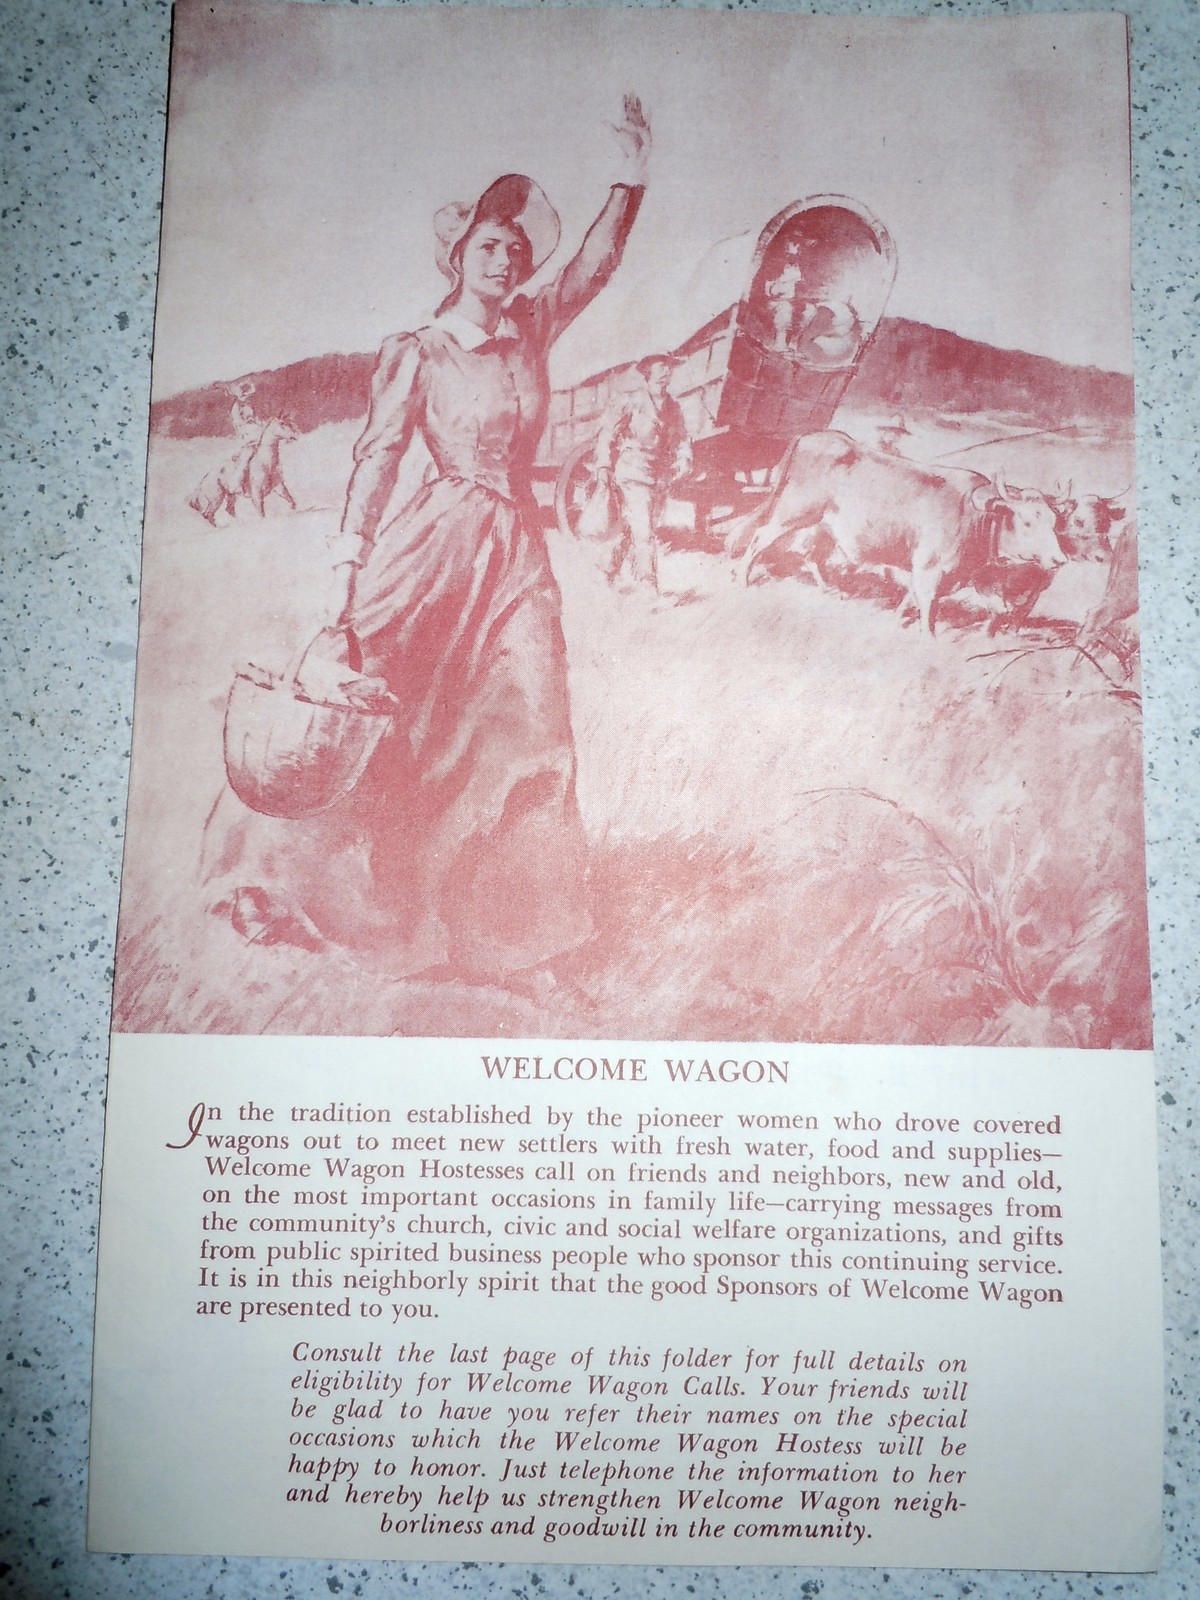 WELCOME WAGON
In the tradition established by the pioneer women who drove covered
wagons out to meet new settlers with fresh water, food and supplies—
Welcome Wagon Hostesses call on friends and neighbors, new and old,
on the most important occasions in family life—carrying messages from
the community's church, civic and social welfare organizations, and gifts
from public spirited business people who sponsor this continuing service.
It is in this neighborly spirit that the good Sponsors of Welcome Wagon
are presented to you.
Consult the last page of this folder for full details on
eligibility for Welcome Wagon Calls. Your friends will
be glad to have you refer their names on the special
occasions which the Welcome Wagon Hostess will be
happy to honor. Just telephone the information to her
and hereby help us strengthen Welcome Wagon neigh-
borliness and goodwill in the community.